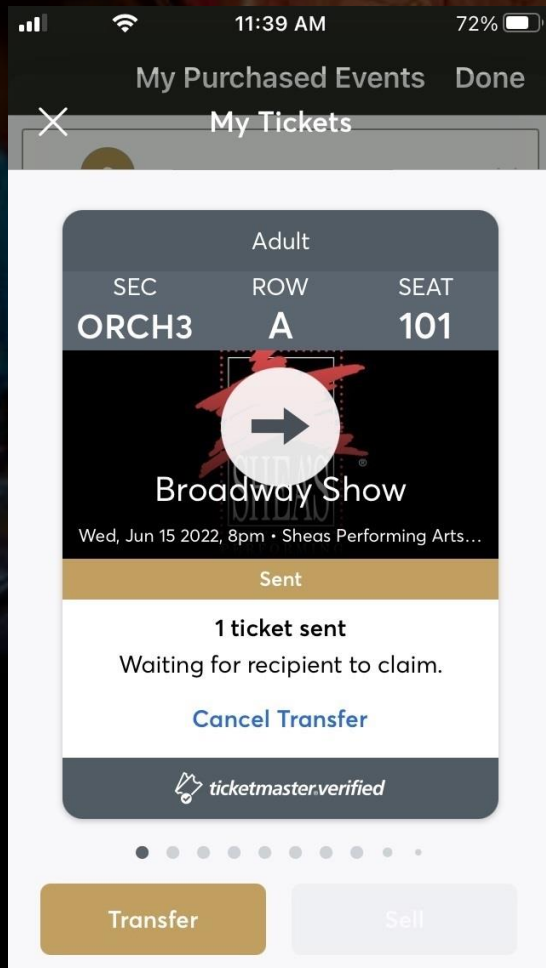 11:39 AM
72%
My Purchased Events Done
My Tickets
Adult
SEC ROW SEAT
ORCH3 A 101
SHEA'S
®
Broadway Show
Wed, Jun 15 2022, 8pm • Sheas Performing Arts...
Sent
1 ticket sent
Waiting for recipient to claim.
Cancel Transfer
ticketmaster.verified
Transfer Sell